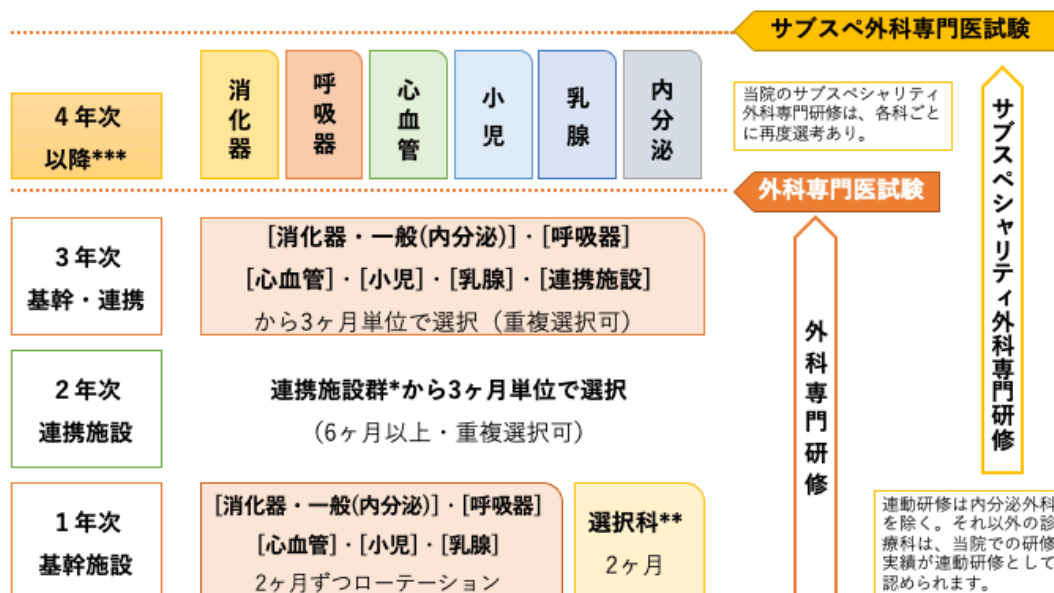 サブスペ外科専門医試験
消化器
呼吸器
心血管
小児
乳腺
内分泌
4年次
以降***
当院のサブスペシャリティ
外科専門研修は、各科ごと
に再度選考あり。
外科専門医試験
サブスペシャリティ外科専門研修
3年次
基幹・連携
[消化器・一般(内分泌)]・[呼吸器]
[心血管]・[小児]・[乳腺]・[連携施設]
から3ヶ月単位で選択（重複選択可）
外科専門研修
2年次
連携施設
連携施設群*から3ヶ月単位で選択
（6ヶ月以上・重複選択可）
1年次
基幹施設
[消化器・一般(内分泌)]・[呼吸器]
[心血管]・[小児]・[乳腺]
2ヶ月ずつローテーション
選択科**
2ヶ月
連動研修は内分泌外科
を除く。それ以外の診
療科は、当院での研修
実績が連動研修として
認められます。